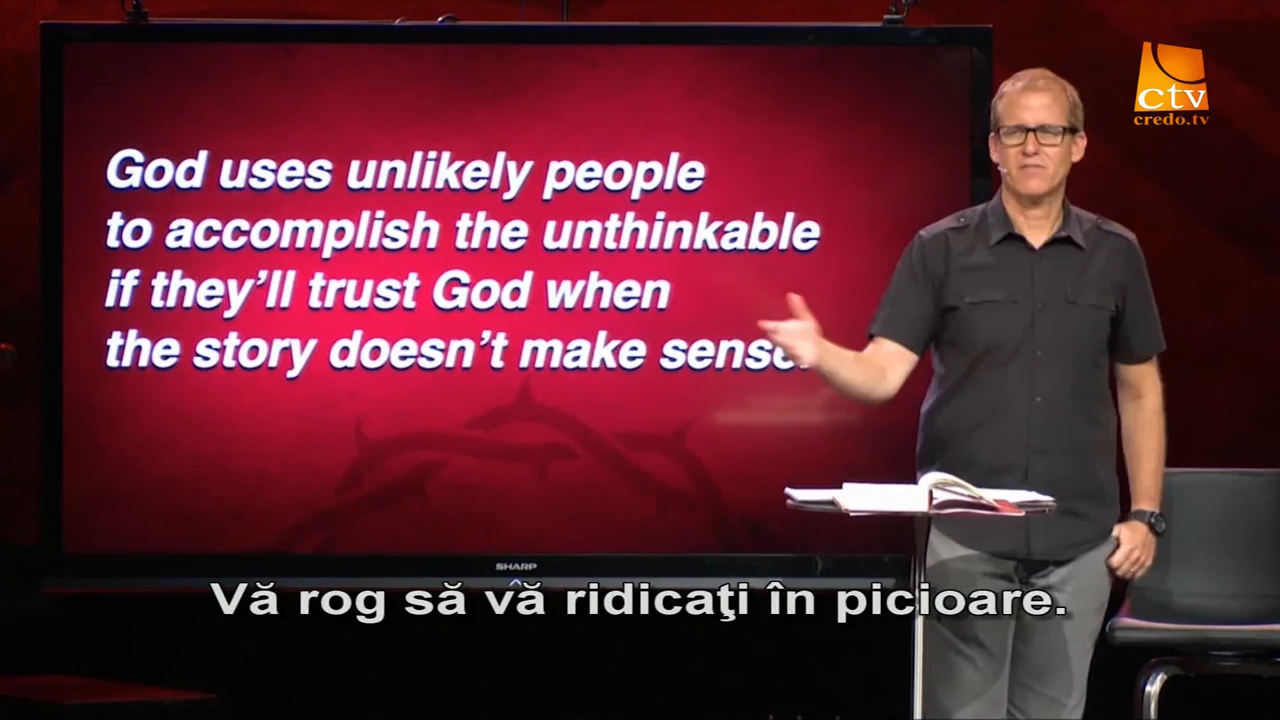 ctv
credo.tv
God uses unlikely people
to accomplish the unthinkable
if they'll trust God when
the story doesn't make sense.
SHARP
Vă rog să vă ridicaţi în picioare.